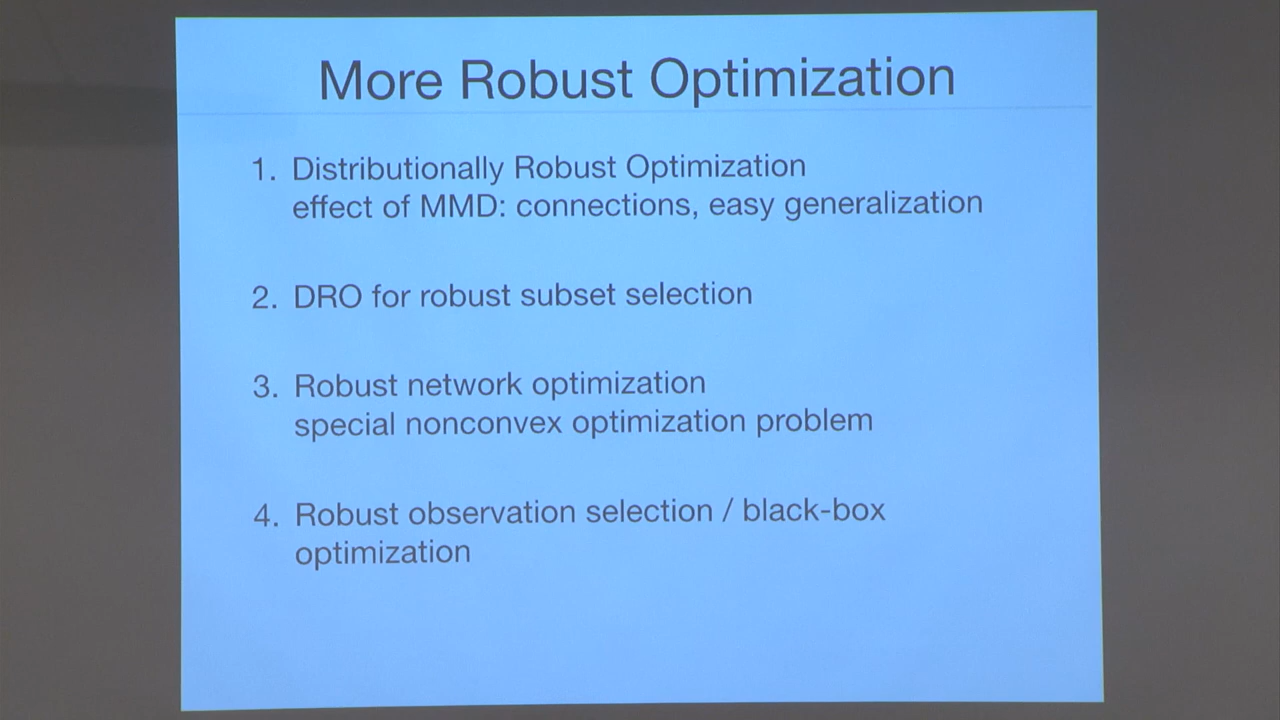 More Robust Optimization
1. Distributionally Robust Optimization
effect of MMD: connections, easy generalization
2. DRO for robust subset selection
3. Robust network optimization
special nonconvex optimization problem
4. Robust observation selection / black-box
optimization